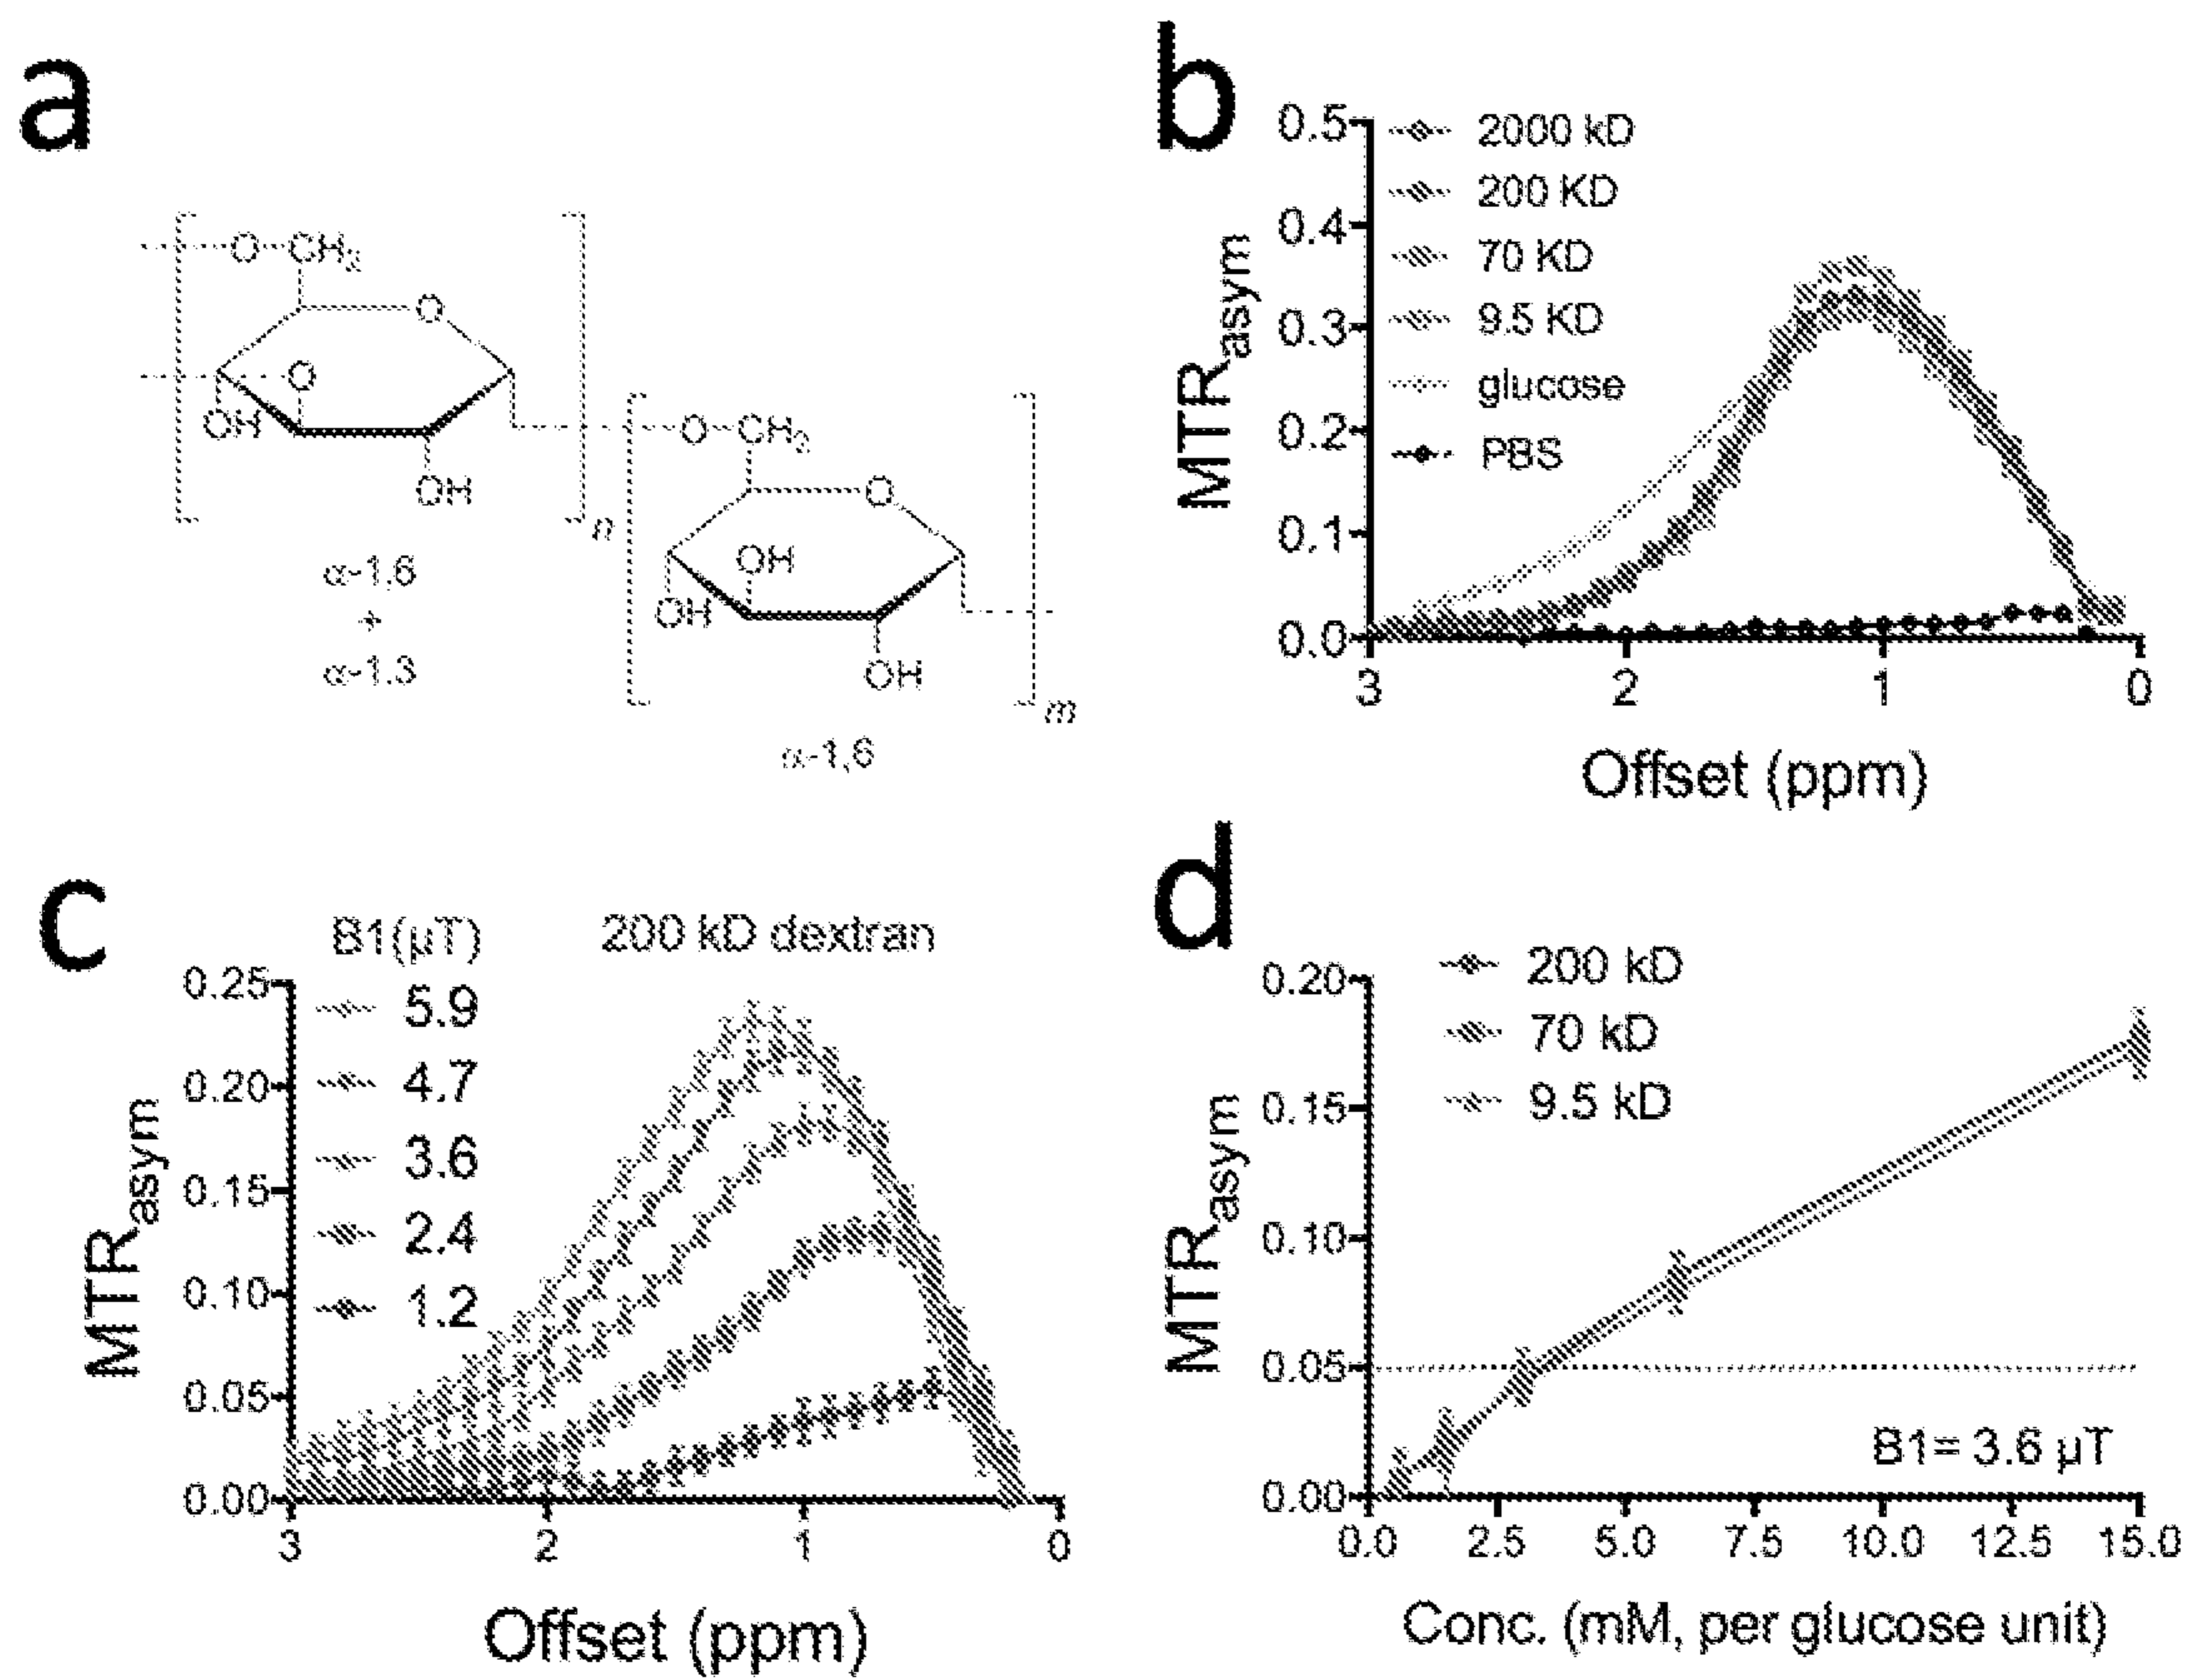 a
O
CH2
O
O
OH
OH
n
α-1,6
+
α-1.3
O
CH2
O
OH
OH
OH
m
α-1,6
b
MTRasym
0.5
0.4
0.3
0.2
0.1
0.0
2000 kD
200 KD
70 KD
9.5 KD
glucose
PBS
3 2 1 0
Offset (ppm)
c
B1(µT)
200 kD dextran
5.9
4.7
3.6
2.4
1.2
MTRasym
0.25
0.20
0.15
0.10
0.05
0.00
3 2 1 0
Offset (ppm)
d
200 kD
70 kD
9.5 kD
MTRasym
0.20
0.15
0.10
0.05
0.00
B1= 3.6 µT
0.0 2.5 5.0 7.5 10.0 12.5 15.0
Conc. (mM, per glucose unit)